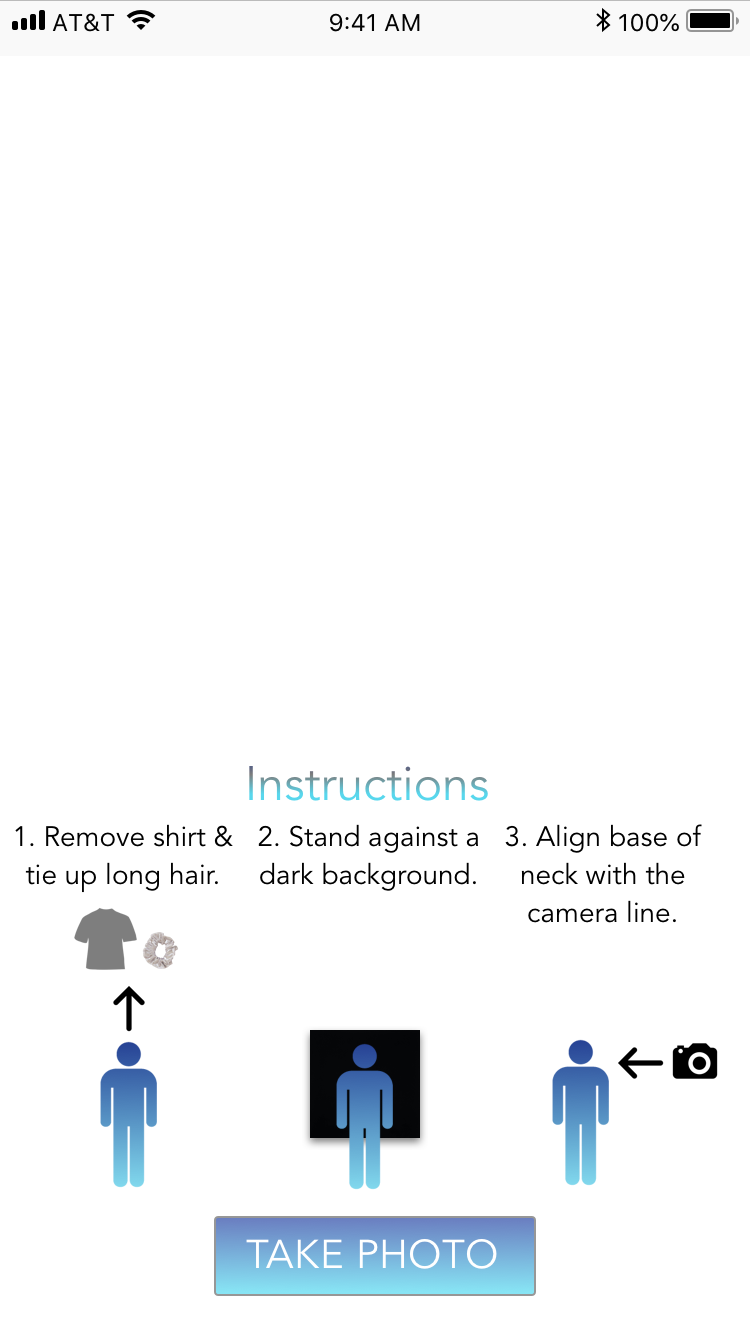 AT&T 9:41 AM 100%
Instructions
1. Remove shirt &
tie up long hair.
2. Stand against a
dark background.
3. Align base of
neck with the
camera line.
TAKE PHOTO